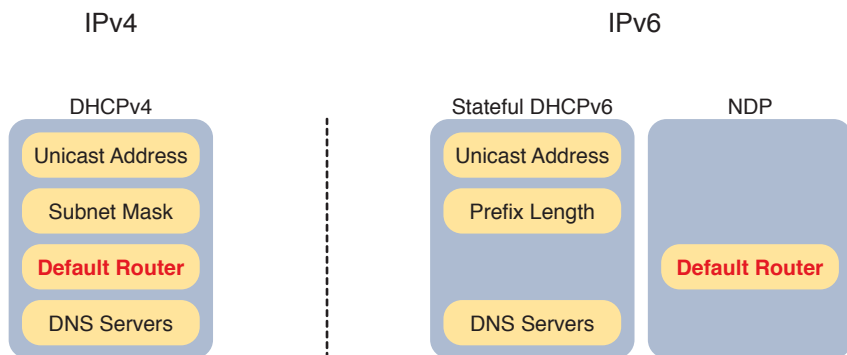 IPv4
IPv6
DHCPv4
Unicast Address
Subnet Mask
Default Router
DNS Servers
Stateful DHCPv6
Unicast Address
Prefix Length
DNS Servers
NDP
Default Router